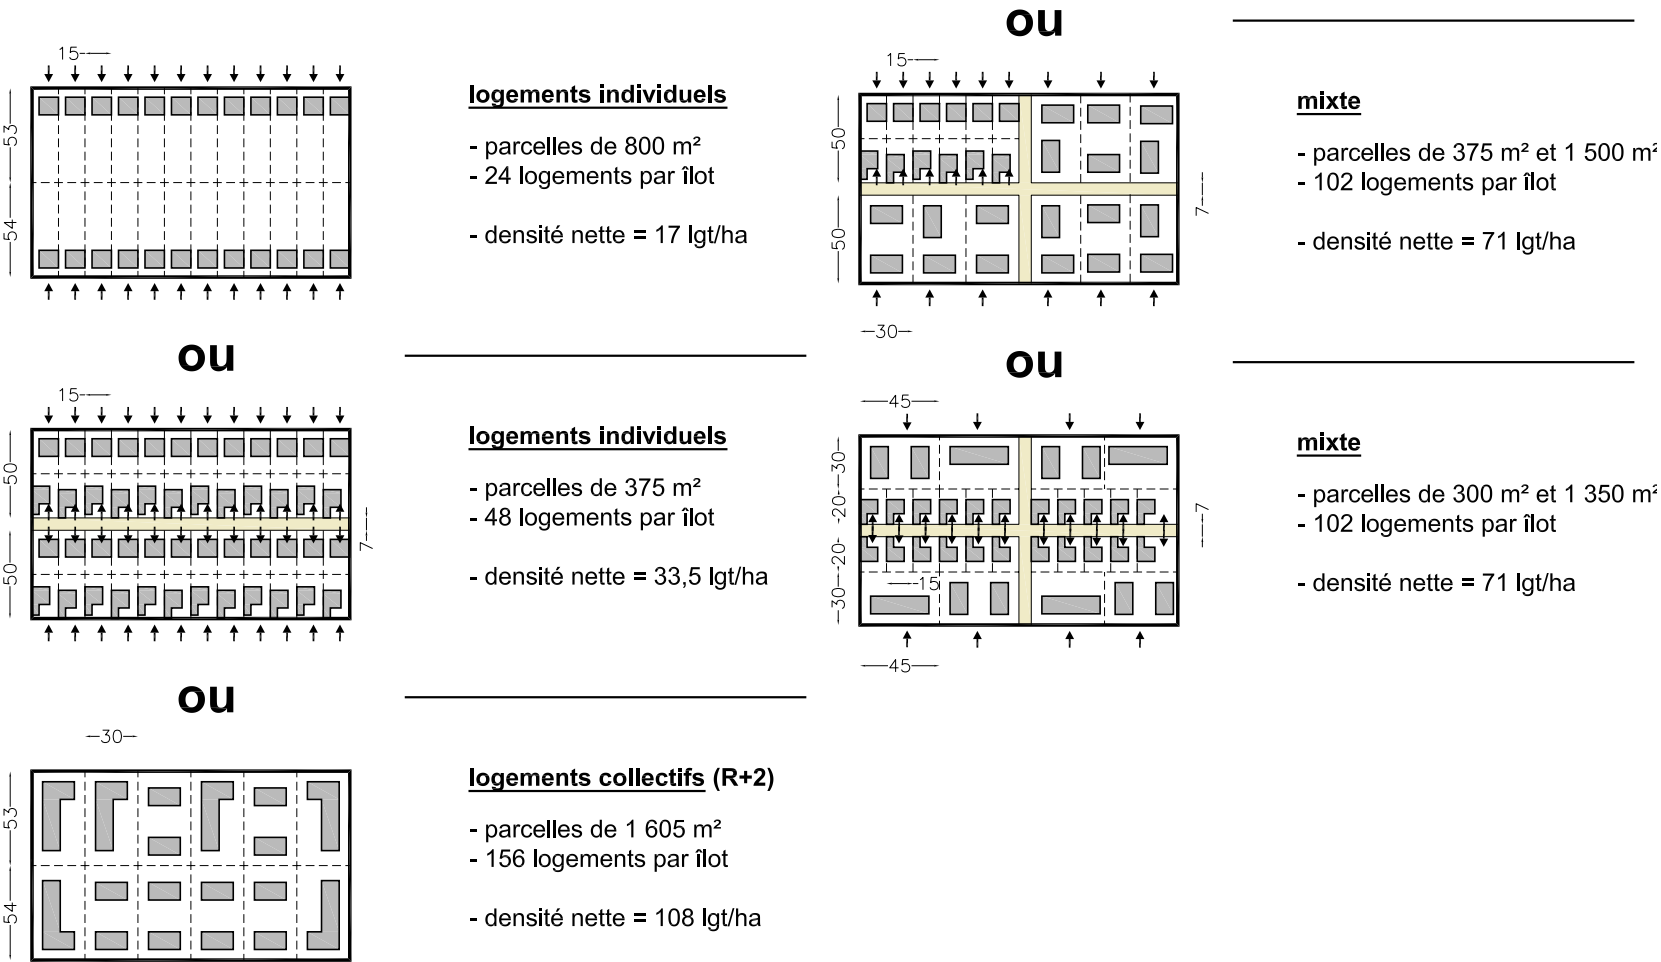 15
53
54
logements individuels
- parcelles de 800 m²
- 24 logements par îlot
- densité nette = 17 lgt/ha
ou
15
50
50
7
logements individuels
- parcelles de 375 m²
- 48 logements par îlot
- densité nette = 33,5 lgt/ha
ou
30
53
54
logements collectifs (R+2)
- parcelles de 1 605 m²
- 156 logements par îlot
- densité nette = 108 lgt/ha
ou
15
50
50
7
30
mixte
- parcelles de 375 m² et 1 500 m²
- 102 logements par îlot
- densité nette = 71 lgt/ha
ou
45
30
20
20
30
7
15
45
mixte
- parcelles de 300 m² et 1 350 m²
- 102 logements par îlot
- densité nette = 71 lgt/ha